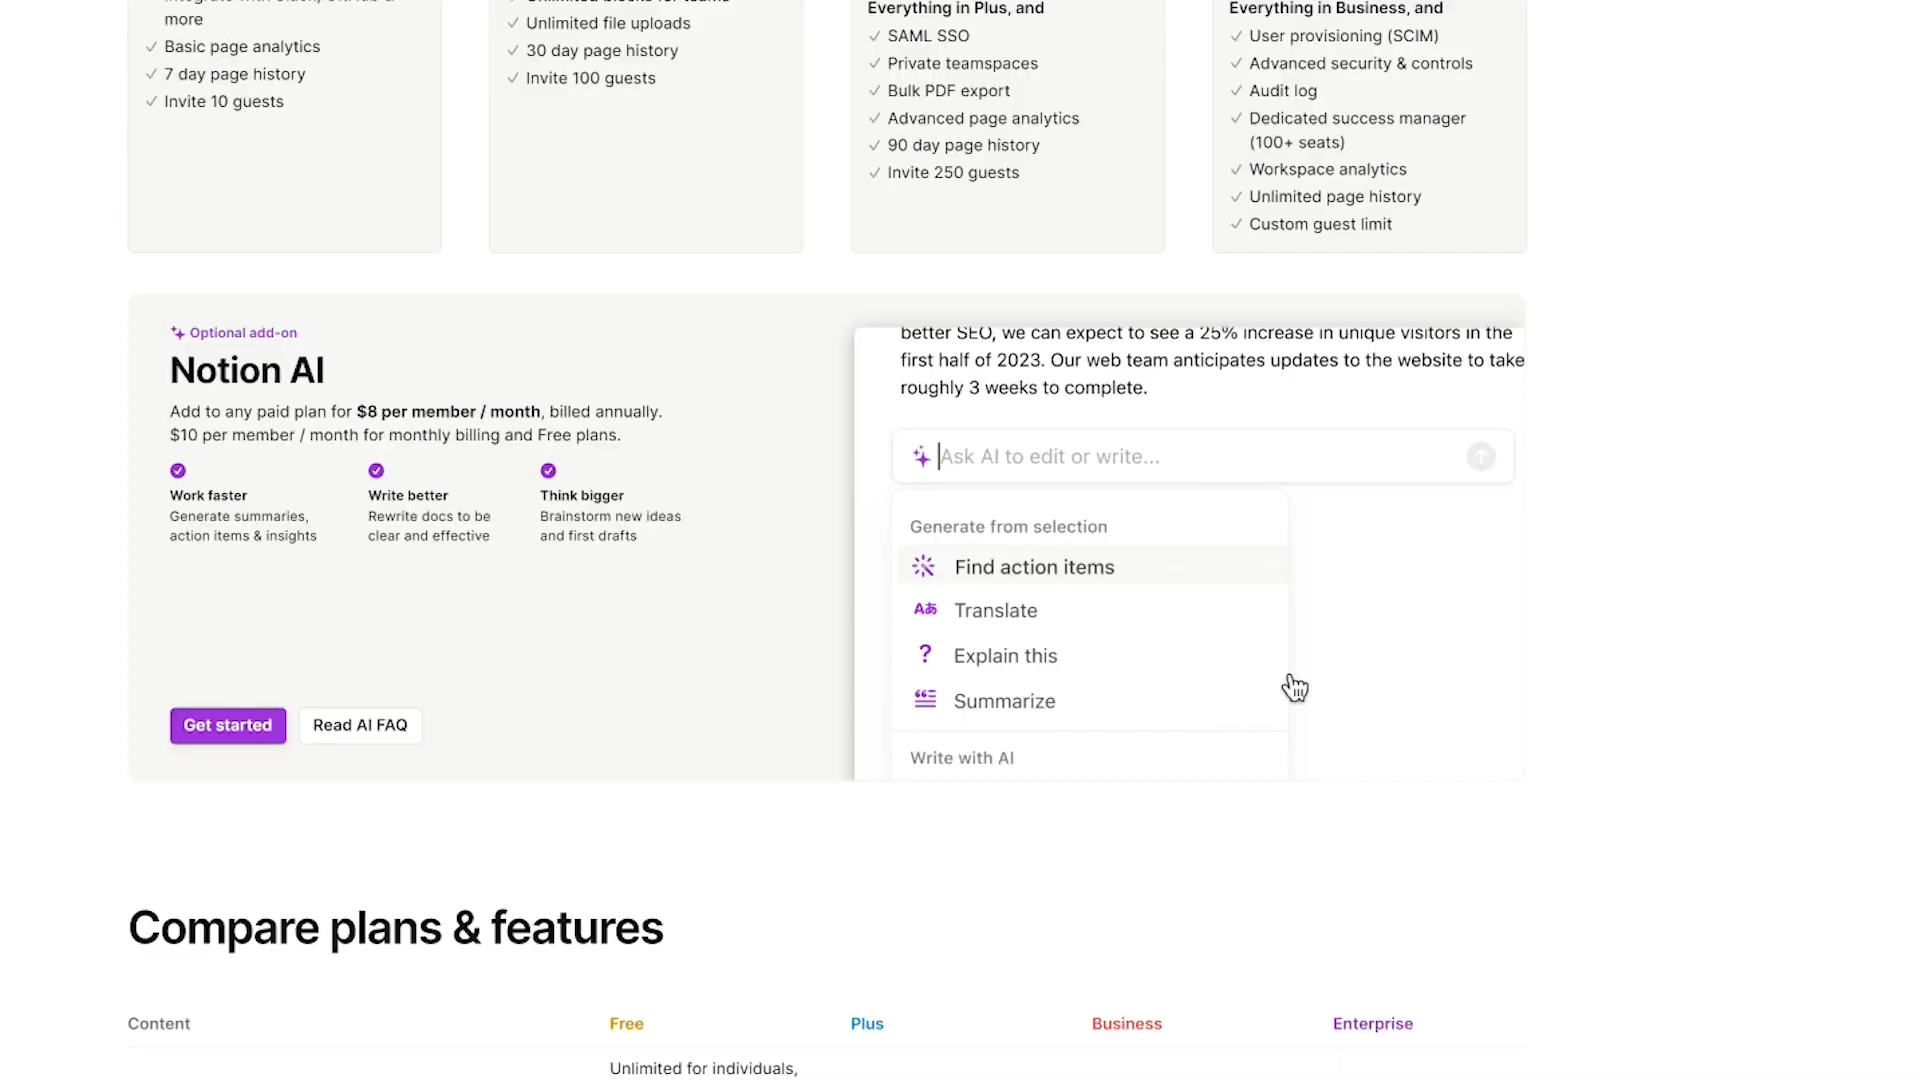 more
✓ Basic page analytics
✓ 7 day page history
✓ Invite 10 guests
✓ Unlimited file uploads
✓ 30 day page history
✓ Invite 100 guests
Everything in Plus, and
✓ SAML SSO
✓ Private teamspaces
✓ Bulk PDF export
✓ Advanced page analytics
✓ 90 day page history
✓ Invite 250 guests
Everything in Business, and
✓ User provisioning (SCIM)
✓ Advanced security & controls
✓ Audit log
✓ Dedicated success manager
(100+ seats)
✓ Workspace analytics
✓ Unlimited page history
✓ Custom guest limit
Optional add-on
Notion AI
Add to any paid plan for $8 per member / month, billed annually.
$10 per member / month for monthly billing and Free plans.
Work faster
Generate summaries,
action items & insights
Write better
Rewrite docs to be
clear and effective
Think bigger
Brainstorm new ideas
and first drafts
Get started
Read AI FAQ
better SEO, we can expect to see a 25% increase in unique visitors in the
first half of 2023. Our web team anticipates updates to the website to take
roughly 3 weeks to complete.
Ask AI to edit or write...
Generate from selection
Find action items
Aあ Translate
? Explain this
Summarize
Write with AI
Compare plans & features
Content Free Plus Business Enterprise
Unlimited for individuals,